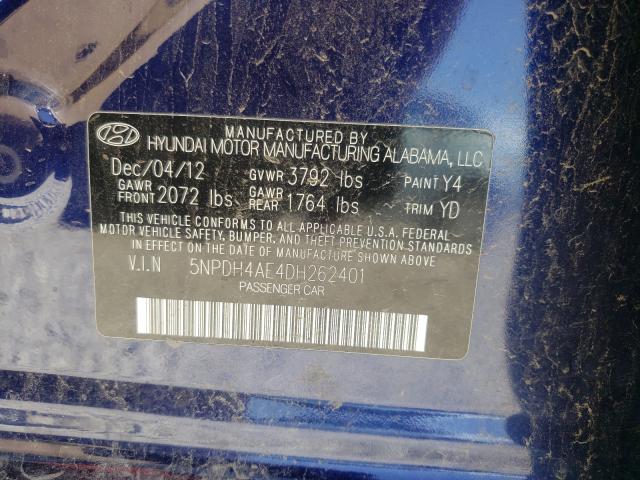 MANUFACTURED BY
HYUNDAI MOTOR MANUFACTURING ALABAMA, LLC
Dec/04/12 GVWR 3792 lbs PAINT Y4
GAWR FRONT 2072 lbs GAWR REAR 1764 lbs TRIM YD
THIS VEHICLE CONFORMS TO ALL APPLICABLE U.S.A FEDERAL
MOTOR VEHICLE SAFETY, BUMPER, AND THEFT PREVENTION STANDARDS
IN EFFECT ON THE DATE OF MANUFACTURE SHOWN ABOVE.
V.I.N 5NPDH4AE4DH262401
PASSENGER CAR